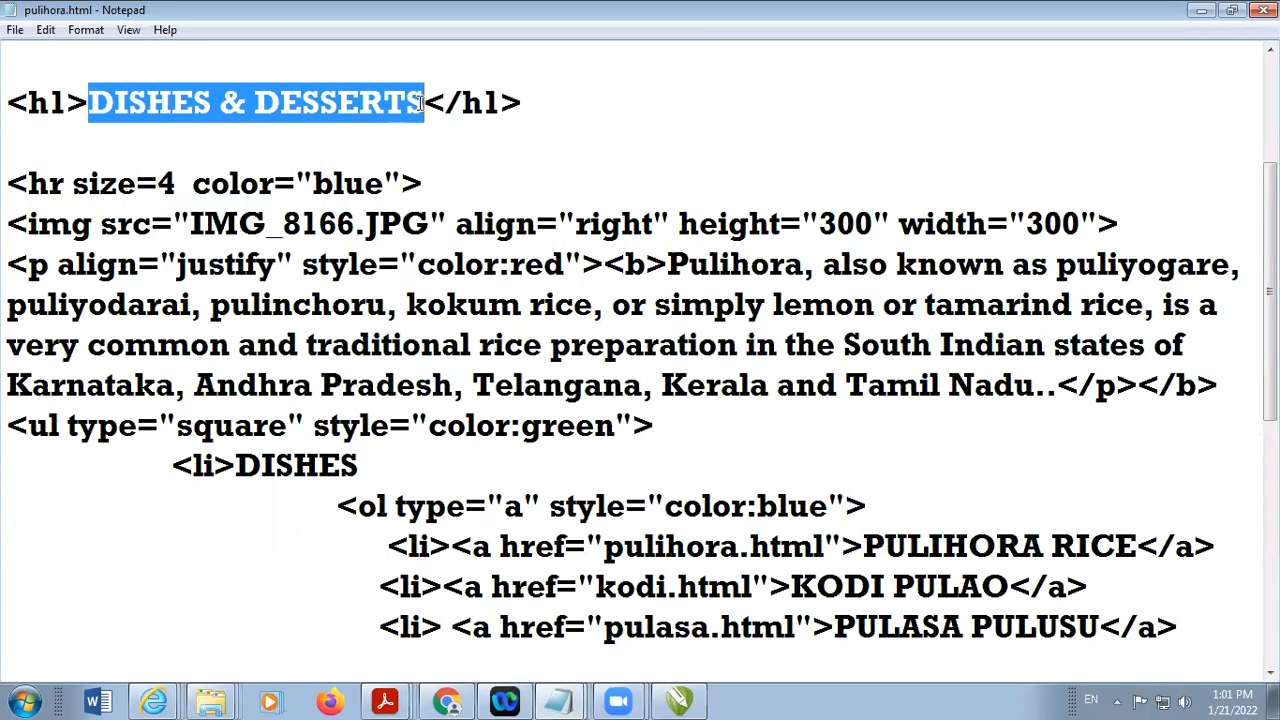 pulihora.html - Notepad
File Edit Format View Help
<h1>DISHES & DESSERTS</h1>
<hr size=4  color="blue">
<img src="IMG_8166.JPG" align="right" height="300" width="300">
<p align="justify" style="color:red"><b>Pulihora, also known as puliyogare,
puliyodarai, pulinchoru, kokum rice, or simply lemon or tamarind rice, is a
very common and traditional rice preparation in the South Indian states of
Karnataka, Andhra Pradesh, Telangana, Kerala and Tamil Nadu..</p></b>
<ul type="square" style="color:green">
<li>DISHES
<ol type="a" style="color:blue">
<li><a href="pulihora.html">PULIHORA RICE</a>
<li><a href="kodi.html">KODI PULAO</a>
<li> <a href="pulasa.html">PULASA PULUSU</a>
EN
1:01 PM
1/21/2022